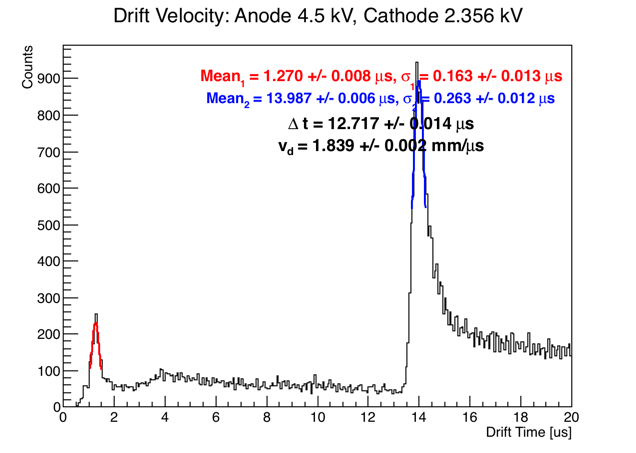 Drift Velocity: Anode 4.5 kV, Cathode 2.356 kV
Counts
Mean1 = 1.270 +/- 0.008 μs, σ1 = 0.163 +/- 0.013 μs
Mean2 = 13.987 +/- 0.006 μs, σ2 = 0.263 +/- 0.012 μs
Δ t = 12.717 +/- 0.014 μs
vd = 1.839 +/- 0.002 mm/μs
900
800
700
600
500
400
300
200
100
0
0 2 4 6 8 10 12 14 16 18 20
Drift Time [us]